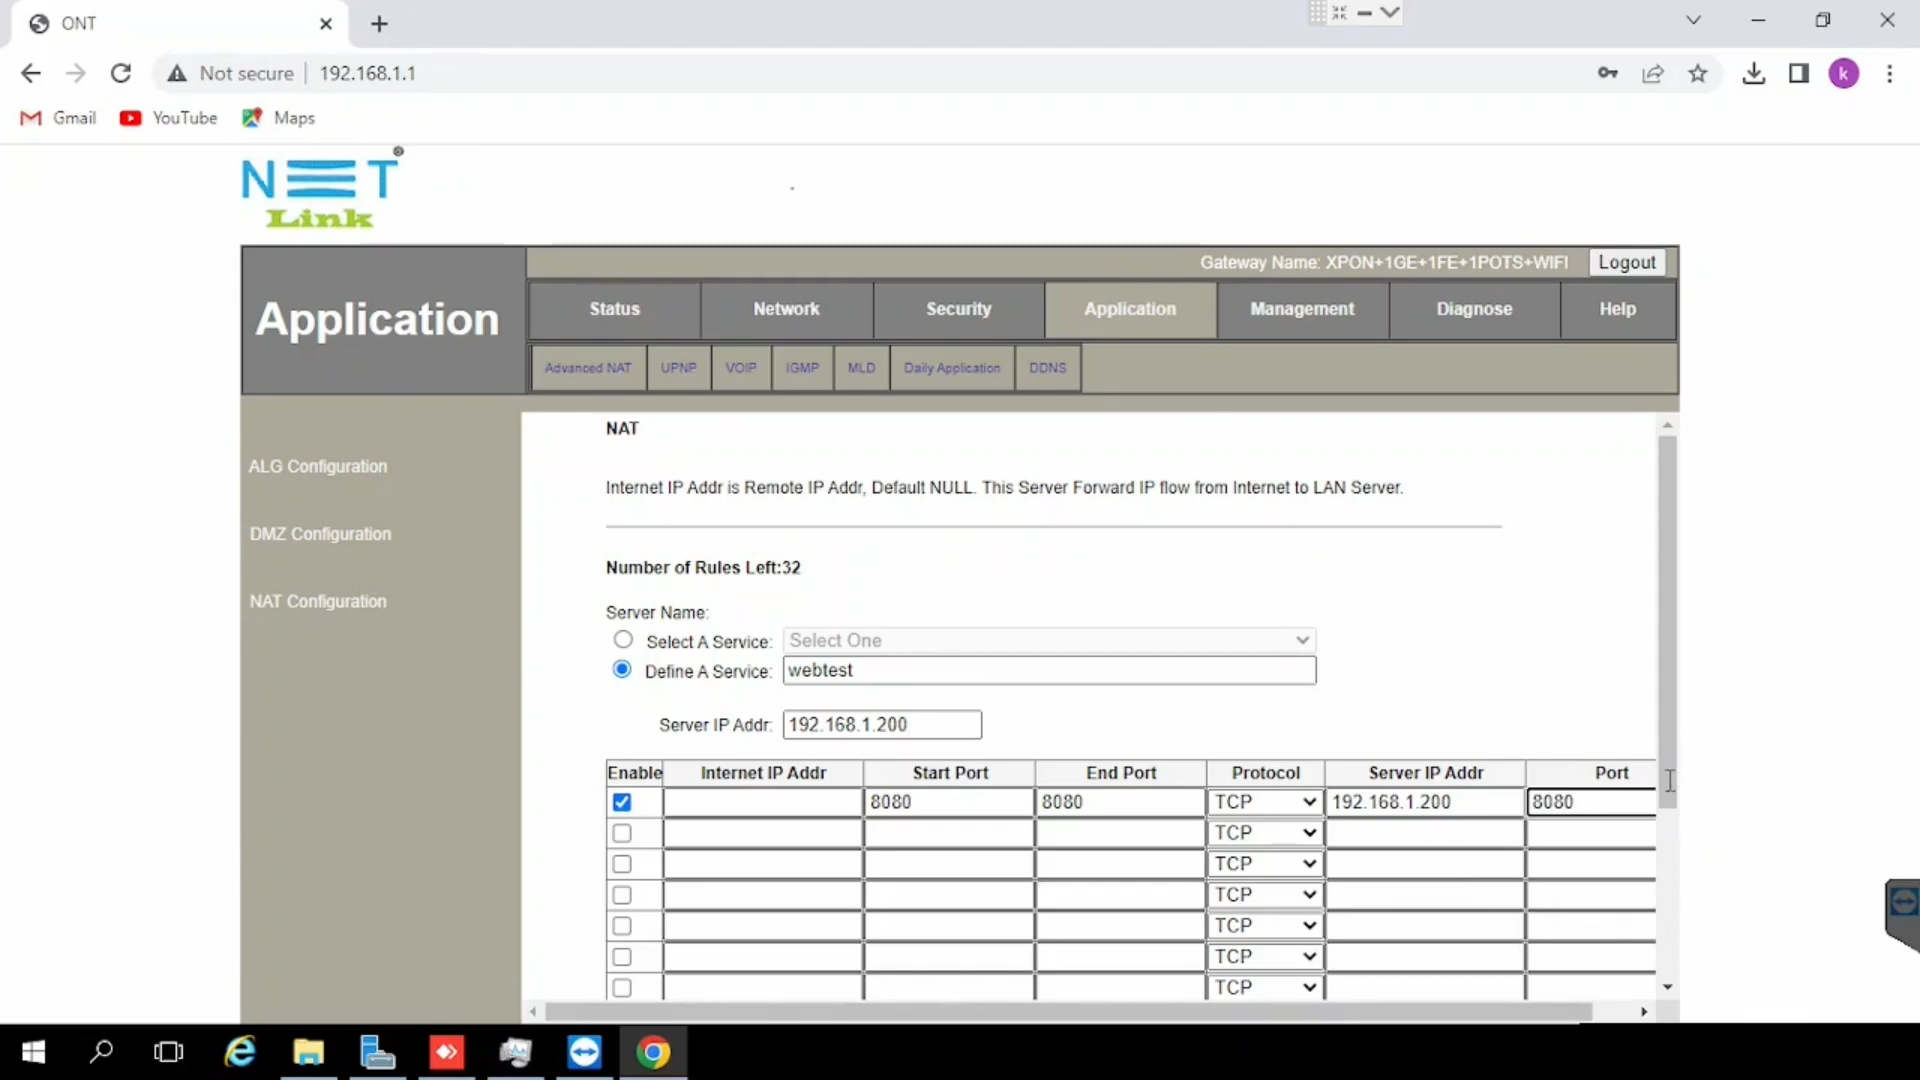 ONT
Not secure 192.168.1.1
k
Gmail YouTube Maps
NET
Link
Gateway Name: XPON+1GE+1FE+1POTS+WIFI Logout
Application
Status Network Security Application Management Diagnose Help
Advanced NAT UPNP VOIP IGMP MLD Daily Application DDNS
ALG Configuration
DMZ Configuration
NAT Configuration
NAT
Internet IP Addr is Remote IP Addr, Default NULL. This Server Forward IP flow from Internet to LAN Server.
Number of Rules Left:32
Server Name:
Select A Service: Select One
Define A Service: webtest
Server IP Addr: 192.168.1.200
Enable Internet IP Addr Start Port End Port Protocol Server IP Addr Port
8080 8080 TCP 192.168.1.200 8080
TCP
TCP
TCP
TCP
TCP
TCP